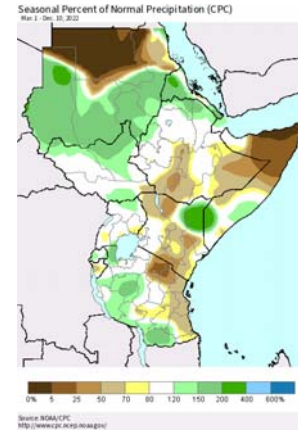 Seasonal Percent of Normal Precipitation (CPC)
Mar. 1 - Dec. 10, 2022
0% 5 25 50 70 80 120 150 200 400 600%
Source: NOAA/CPC
http://www.cpc.ncep.noaa.gov/